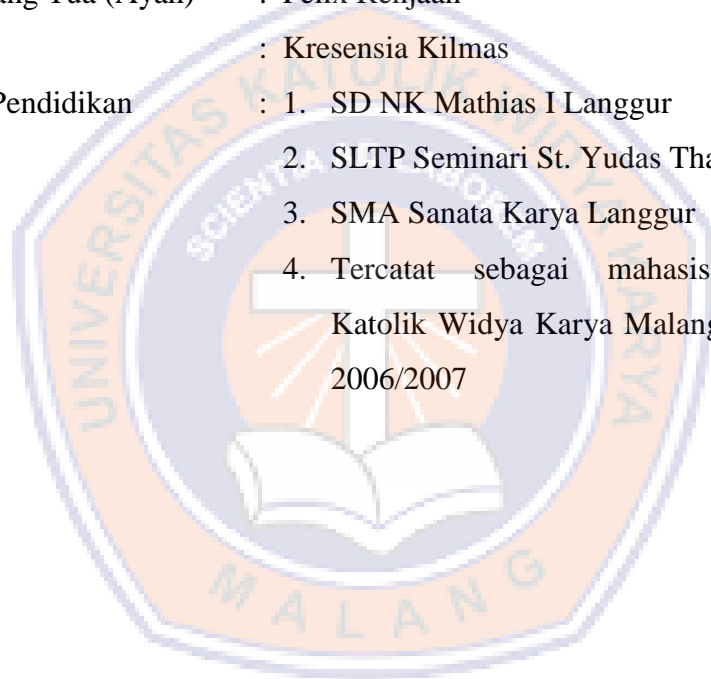 ang Tua (Ayah) : Felix Renjaan
: Kresensia Kilmas
Pendidikan : 1. SD NK Mathias I Langgur
2. SLTP Seminari St. Yudas Tha
3. SMA Sanata Karya Langgur
4. Tercatat sebagai mahasis
Katolik Widya Karya Malang
2006/2007
UNIVERSITAS KATOLIK WIDYA KARYA
SCIENTIA AC LABOREM
MALANG